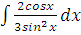 ∫ 2cosx / 3sin²x dx